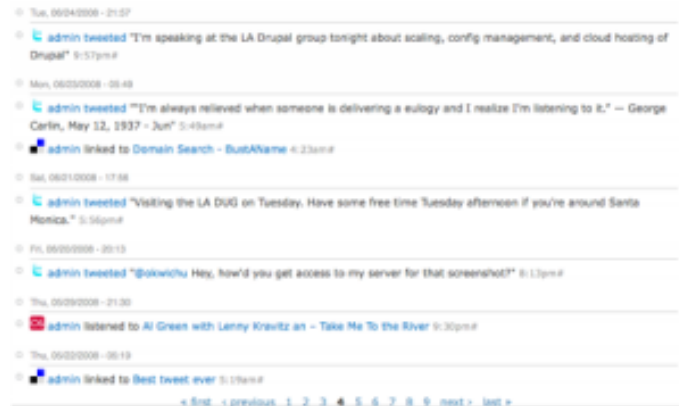 Tue, 06/24/2008 - 21:57
admin tweeted "I'm speaking at the LA Drupal group tonight about scaling, config management, and cloud hosting of
Drupal" 9:57pm#
Mon, 06/23/2008 - 05:49
admin tweeted ""I'm always relieved when someone is delivering a eulogy and I realize I'm listening to it." — George
Carlin, May 12, 1937 - Jun" 5:49am#
admin linked to Domain Search - BustAName 4:23am#
Sat, 06/21/2008 - 17:56
admin tweeted "Visiting the LA DUG on Tuesday. Have some free time Tuesday afternoon if you're around Santa
Monica." 5:56pm#
Fri, 06/20/2008 - 20:13
admin tweeted "@okwichu Hey, how'd you get access to my server for that screenshot?" 8:13pm#
Thu, 05/29/2008 - 21:30
admin listened to Al Green with Lenny Kravitz an – Take Me To the River 9:30pm#
Thu, 05/22/2008 - 05:19
admin linked to Best tweet ever 5:19am#
« first ‹ previous 1 2 3 4 5 6 7 8 9 next › last »